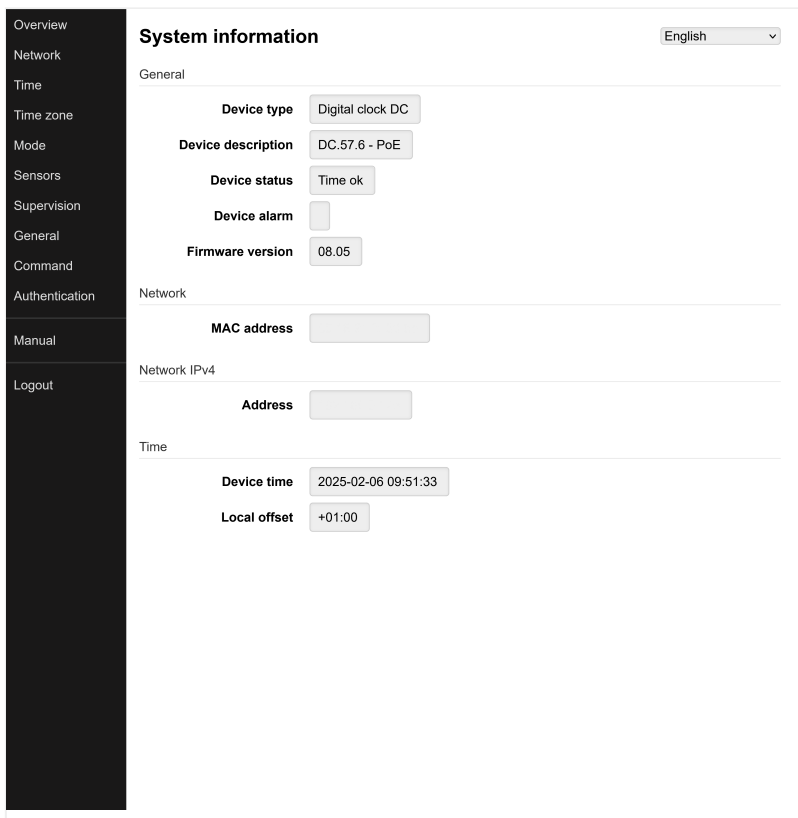 Overview
Network
Time
Time zone
Mode
Sensors
Supervision
General
Command
Authentication
Manual
Logout
System information
English
General
Device type Digital clock DC
Device description DC.57.6 - PoE
Device status Time ok
Device alarm
Firmware version 08.05
Network
MAC address
Network IPv4
Address
Time
Device time 2025-02-06 09:51:33
Local offset +01:00